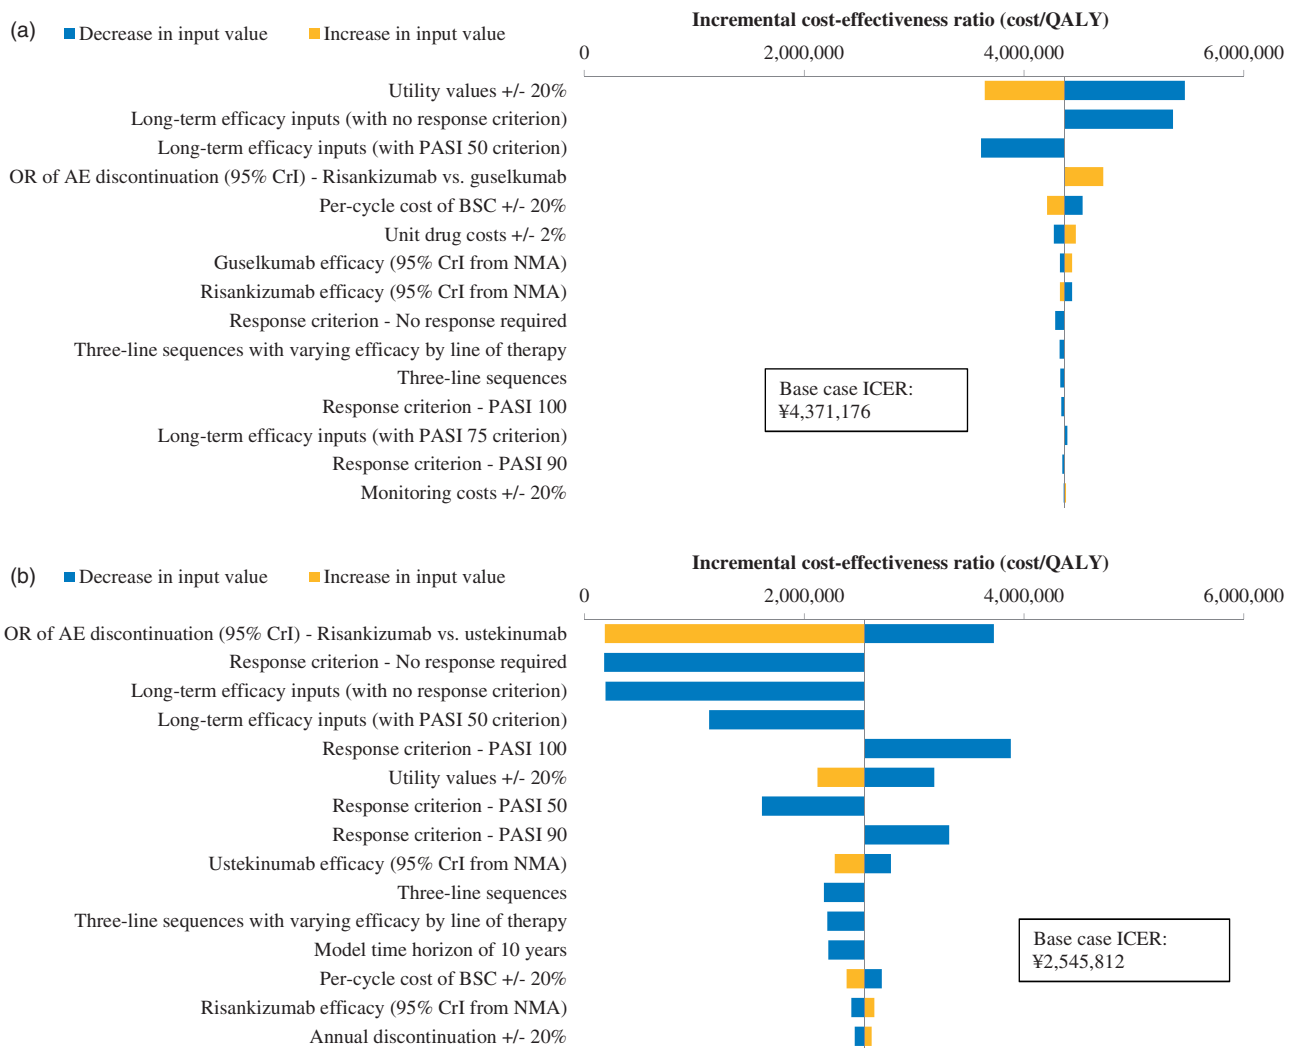 (a)
Decrease in input value
Increase in input value
Incremental cost-effectiveness ratio (cost/QALY)
0 2,000,000 4,000,000 6,000,000
Utility values +/- 20%
Long-term efficacy inputs (with no response criterion)
Long-term efficacy inputs (with PASI 50 criterion)
OR of AE discontinuation (95% CrI) - Risankizumab vs. guselkumab
Per-cycle cost of BSC +/- 20%
Unit drug costs +/- 2%
Guselkumab efficacy (95% CrI from NMA)
Risankizumab efficacy (95% CrI from NMA)
Response criterion - No response required
Three-line sequences with varying efficacy by line of therapy
Three-line sequences
Response criterion - PASI 100
Long-term efficacy inputs (with PASI 75 criterion)
Response criterion - PASI 90
Monitoring costs +/- 20%
Base case ICER:
¥4,371,176
(b)
Decrease in input value
Increase in input value
Incremental cost-effectiveness ratio (cost/QALY)
0 2,000,000 4,000,000 6,000,000
OR of AE discontinuation (95% CrI) - Risankizumab vs. ustekinumab
Response criterion - No response required
Long-term efficacy inputs (with no response criterion)
Long-term efficacy inputs (with PASI 50 criterion)
Response criterion - PASI 100
Utility values +/- 20%
Response criterion - PASI 50
Response criterion - PASI 90
Ustekinumab efficacy (95% CrI from NMA)
Three-line sequences
Three-line sequences with varying efficacy by line of therapy
Model time horizon of 10 years
Per-cycle cost of BSC +/- 20%
Risankizumab efficacy (95% CrI from NMA)
Annual discontinuation +/- 20%
Base case ICER:
¥2,545,812